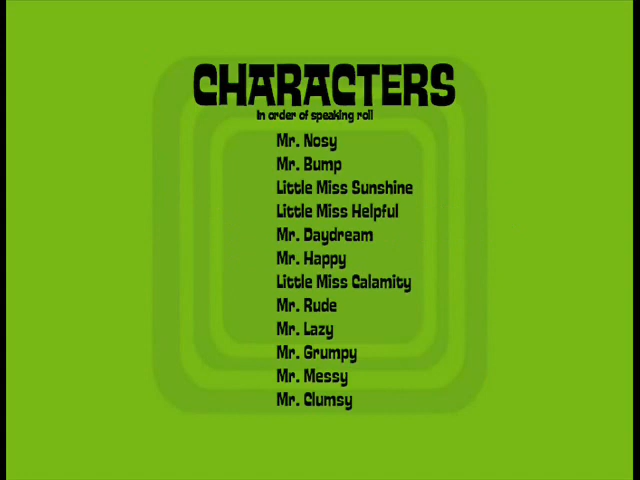 CHARACTERS
In order of speaking roll
Mr. Nosy
Mr. Bump
Little Miss Sunshine
Little Miss Helpful
Mr. Daydream
Mr. Happy
Little Miss Calamity
Mr. Rude
Mr. Lazy
Mr. Grumpy
Mr. Messy
Mr. Clumsy